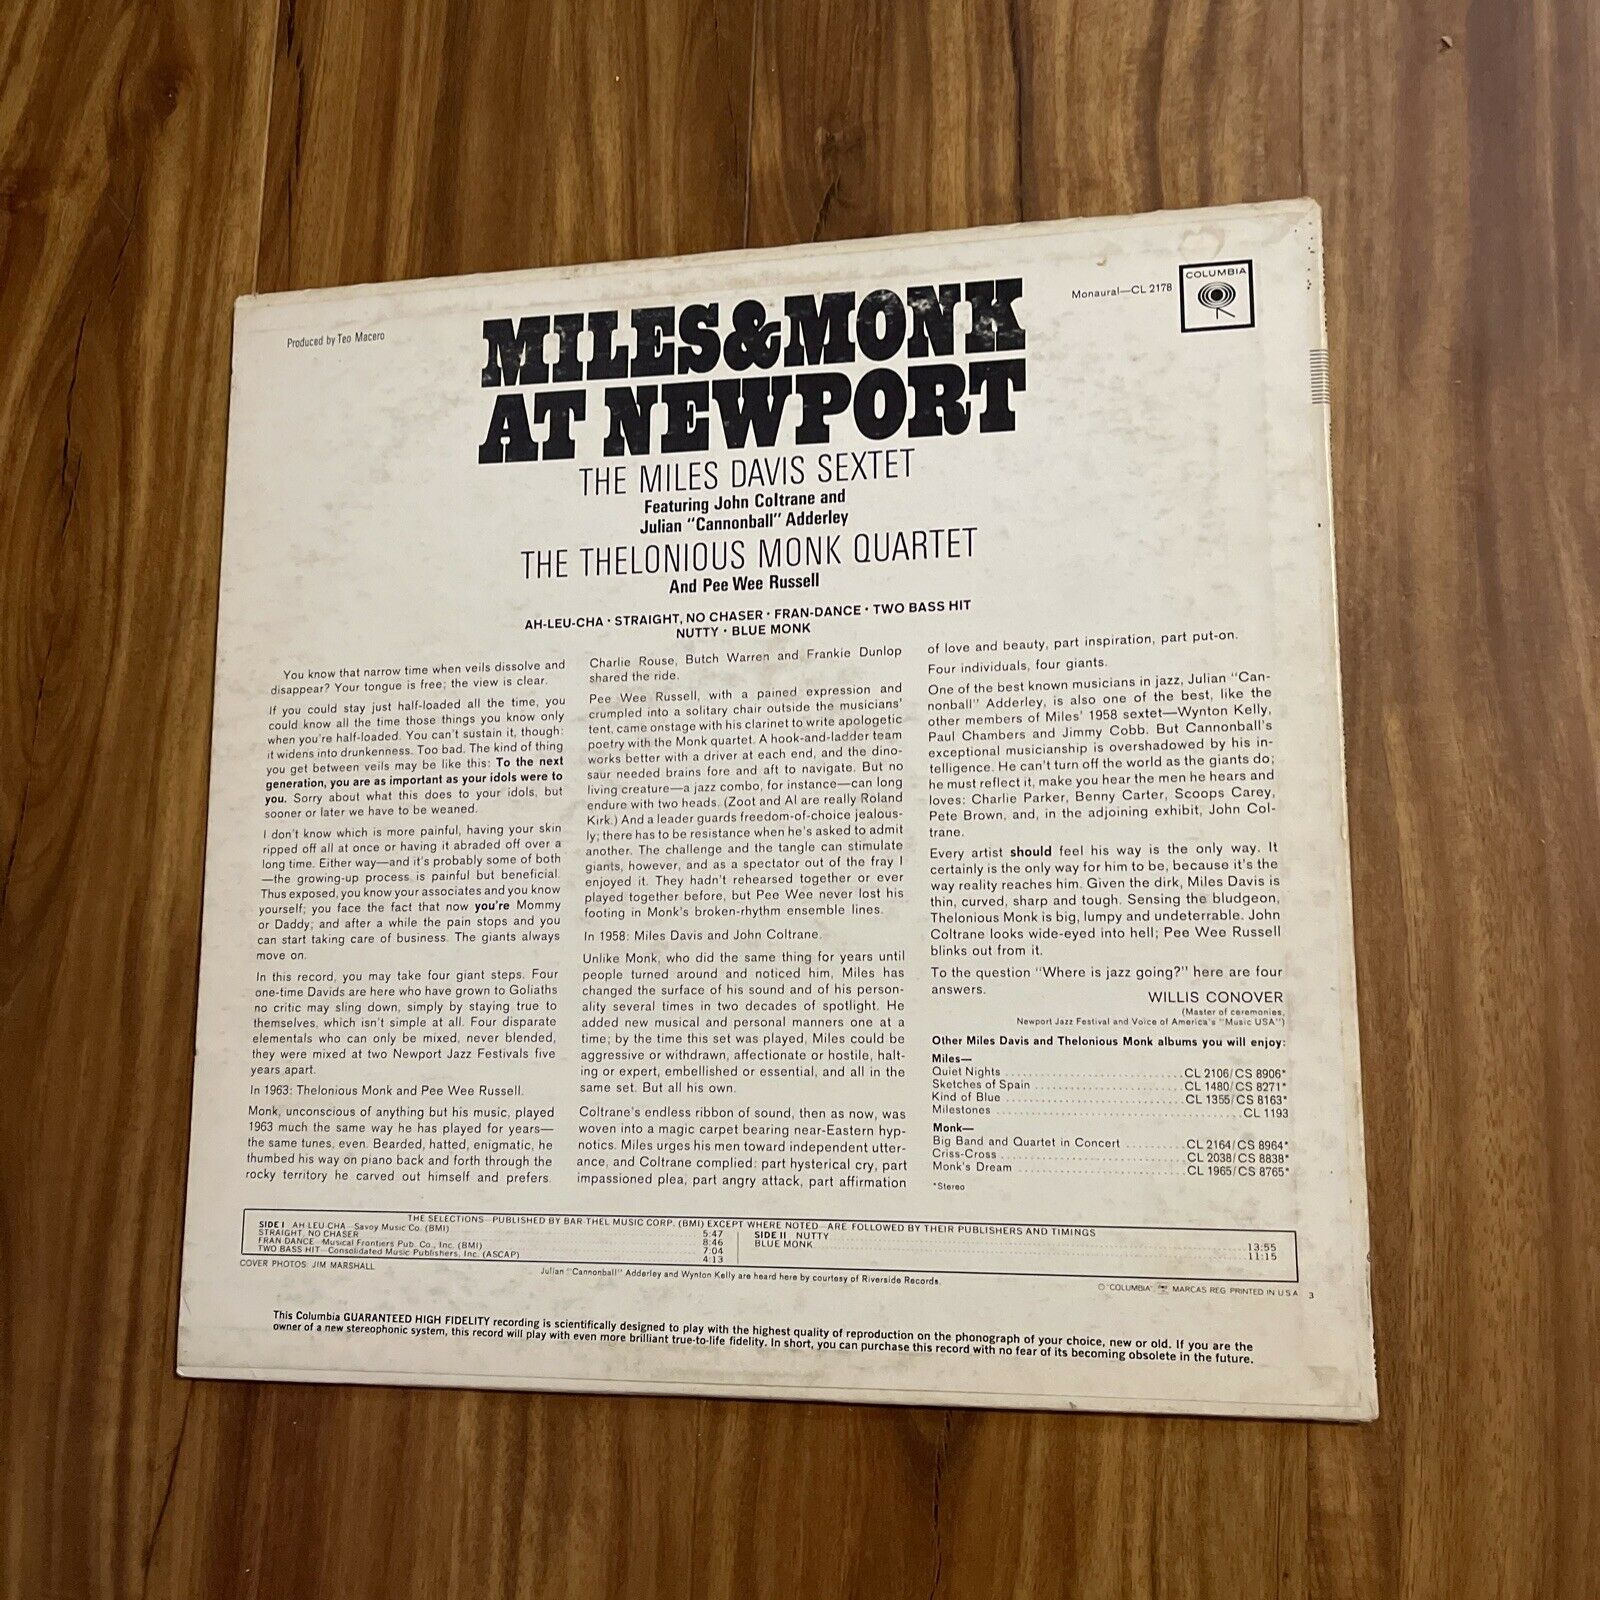 Produced by Teo Macero
Monaural—CL 2178
COLUMBIA
MILES&MONK
AT NEWPORT
THE MILES DAVIS SEXTET
Featuring John Coltrane and
Julian "Cannonball" Adderley
THE THELONIOUS MONK QUARTET
And Pee Wee Russell
AH-LEU-CHA • STRAIGHT, NO CHASER • FRAN-DANCE • TWO BASS HIT
NUTTY • BLUE MONK
You know that narrow time when veils dissolve and
disappear? Your tongue is free; the view is clear.
If you could stay just half-loaded all the time, you
could know all the time those things you know only
when you're half-loaded. You can't sustain it, though:
it widens into drunkenness. Too bad. The kind of thing
you get between veils may be like this: To the next
generation, you are as important as your idols were to
you. Sorry about what this does to your idols, but
sooner or later we have to be weaned.
I don't know which is more painful, having your skin
ripped off all at once or having it abraded off over a
long time. Either way—and it's probably some of both
—the growing-up process is painful but beneficial.
Thus exposed, you know your associates and you know
yourself; you face the fact that now you're Mommy
or Daddy; and after a while the pain stops and you
can start taking care of business. The giants always
move on.
In this record, you may take four giant steps. Four
one-time Davids are here who have grown to Goliaths
no critic may sling down, simply by staying true to
themselves, which isn't simple at all. Four disparate
elementals who can only be mixed, never blended,
they were mixed at two Newport Jazz Festivals five
years apart.
In 1963: Thelonious Monk and Pee Wee Russell.
Monk, unconscious of anything but his music, played
1963 much the same way he has played for years—
the same tunes, even. Bearded, hatted, enigmatic, he
thumbed his way on piano back and forth through the
rocky territory he carved out himself and prefers.
Charlie Rouse, Butch Warren and Frankie Dunlop
shared the ride.
Pee Wee Russell, with a pained expression and
crumpled into a solitary chair outside the musicians'
tent, came onstage with his clarinet to write apologetic
poetry with the Monk quartet. A hook-and-ladder team
works better with a driver at each end, and the dino-
saur needed brains fore and aft to navigate. But no
living creature—a jazz combo, for instance—can long
endure with two heads. (Zoot and Al are really Roland
Kirk.) And a leader guards freedom-of-choice jealous-
ly; there has to be resistance when he's asked to admit
another. The challenge and the tangle can stimulate
giants, however, and as a spectator out of the fray I
enjoyed it. They hadn't rehearsed together or ever
played together before, but Pee Wee never lost his
footing in Monk's broken-rhythm ensemble lines.
In 1958: Miles Davis and John Coltrane.
Unlike Monk, who did the same thing for years until
people turned around and noticed him, Miles has
changed the surface of his sound and of his person-
ality several times in two decades of spotlight. He
added new musical and personal manners one at a
time; by the time this set was played, Miles could be
aggressive or withdrawn, affectionate or hostile, halt-
ing or expert, embellished or essential, and all in the
same set. But all his own.
Coltrane's endless ribbon of sound, then as now, was
woven into a magic carpet bearing near-Eastern hyp-
notics. Miles urges his men toward independent utter-
ance, and Coltrane complied: part hysterical cry, part
impassioned plea, part angry attack, part affirmation
of love and beauty, part inspiration, part put-on.
Four individuals, four giants.
One of the best known musicians in jazz, Julian "Can-
nonball" Adderley, is also one of the best, like the
other members of Miles' 1958 sextet—Wynton Kelly,
Paul Chambers and Jimmy Cobb. But Cannonball's
exceptional musicianship is overshadowed by his in-
telligence. He can't turn off the world as the giants do;
he must reflect it, make you hear the men he hears and
loves: Charlie Parker, Benny Carter, Scoops Carey,
Pete Brown, and, in the adjoining exhibit, John Col-
trane.
Every artist should feel his way is the only way. It
certainly is the only way for him to be, because it's the
way reality reaches him. Given the dirk, Miles Davis is
thin, curved, sharp and tough. Sensing the bludgeon,
Thelonious Monk is big, lumpy and undeterrable. John
Coltrane looks wide-eyed into hell; Pee Wee Russell
blinks out from it.
To the question "Where is jazz going?" here are four
answers.
WILLIS CONOVER
(Master of ceremonies,
Newport Jazz Festival and Voice of America's "Music USA")
Other Miles Davis and Thelonious Monk albums you will enjoy:
Miles—
Quiet Nights ........ CL 2106/CS 8906*
Sketches of Spain ........ CL 1480/CS 8271*
Kind of Blue ........ CL 1355/CS 8163*
Milestones ........ CL 1193
Monk—
Big Band and Quartet in Concert ........ CL 2164/CS 8964*
Criss-Cross ........ CL 2038/CS 8838*
Monk's Dream ........ CL 1965/CS 8765*
*Stereo
THE SELECTIONS—PUBLISHED BY BAR-THEL MUSIC CORP. (BMI) EXCEPT WHERE NOTED—ARE FOLLOWED BY THEIR PUBLISHERS AND TIMINGS
SIDE I AH-LEU-CHA—Savoy Music Co. (BMI) 5:47
STRAIGHT, NO CHASER 8:46
FRAN-DANCE—Musical Frontiers Pub. Co., Inc. (BMI) 7:04
TWO BASS HIT—Consolidated Music Publishers, Inc. (ASCAP) 4:13
SIDE II NUTTY 13:55
BLUE MONK 11:15
COVER PHOTOS: JIM MARSHALL
Julian "Cannonball" Adderley and Wynton Kelly are heard here by courtesy of Riverside Records.
© "COLUMBIA" MARCAS REG. PRINTED IN U.S.A. 3
This Columbia GUARANTEED HIGH FIDELITY recording is scientifically designed to play with the highest quality of reproduction on the phonograph of your choice, new or old. If you are the
owner of a new stereophonic system, this record will play with even more brilliant true-to-life fidelity. In short, you can purchase this record with no fear of its becoming obsolete in the future.